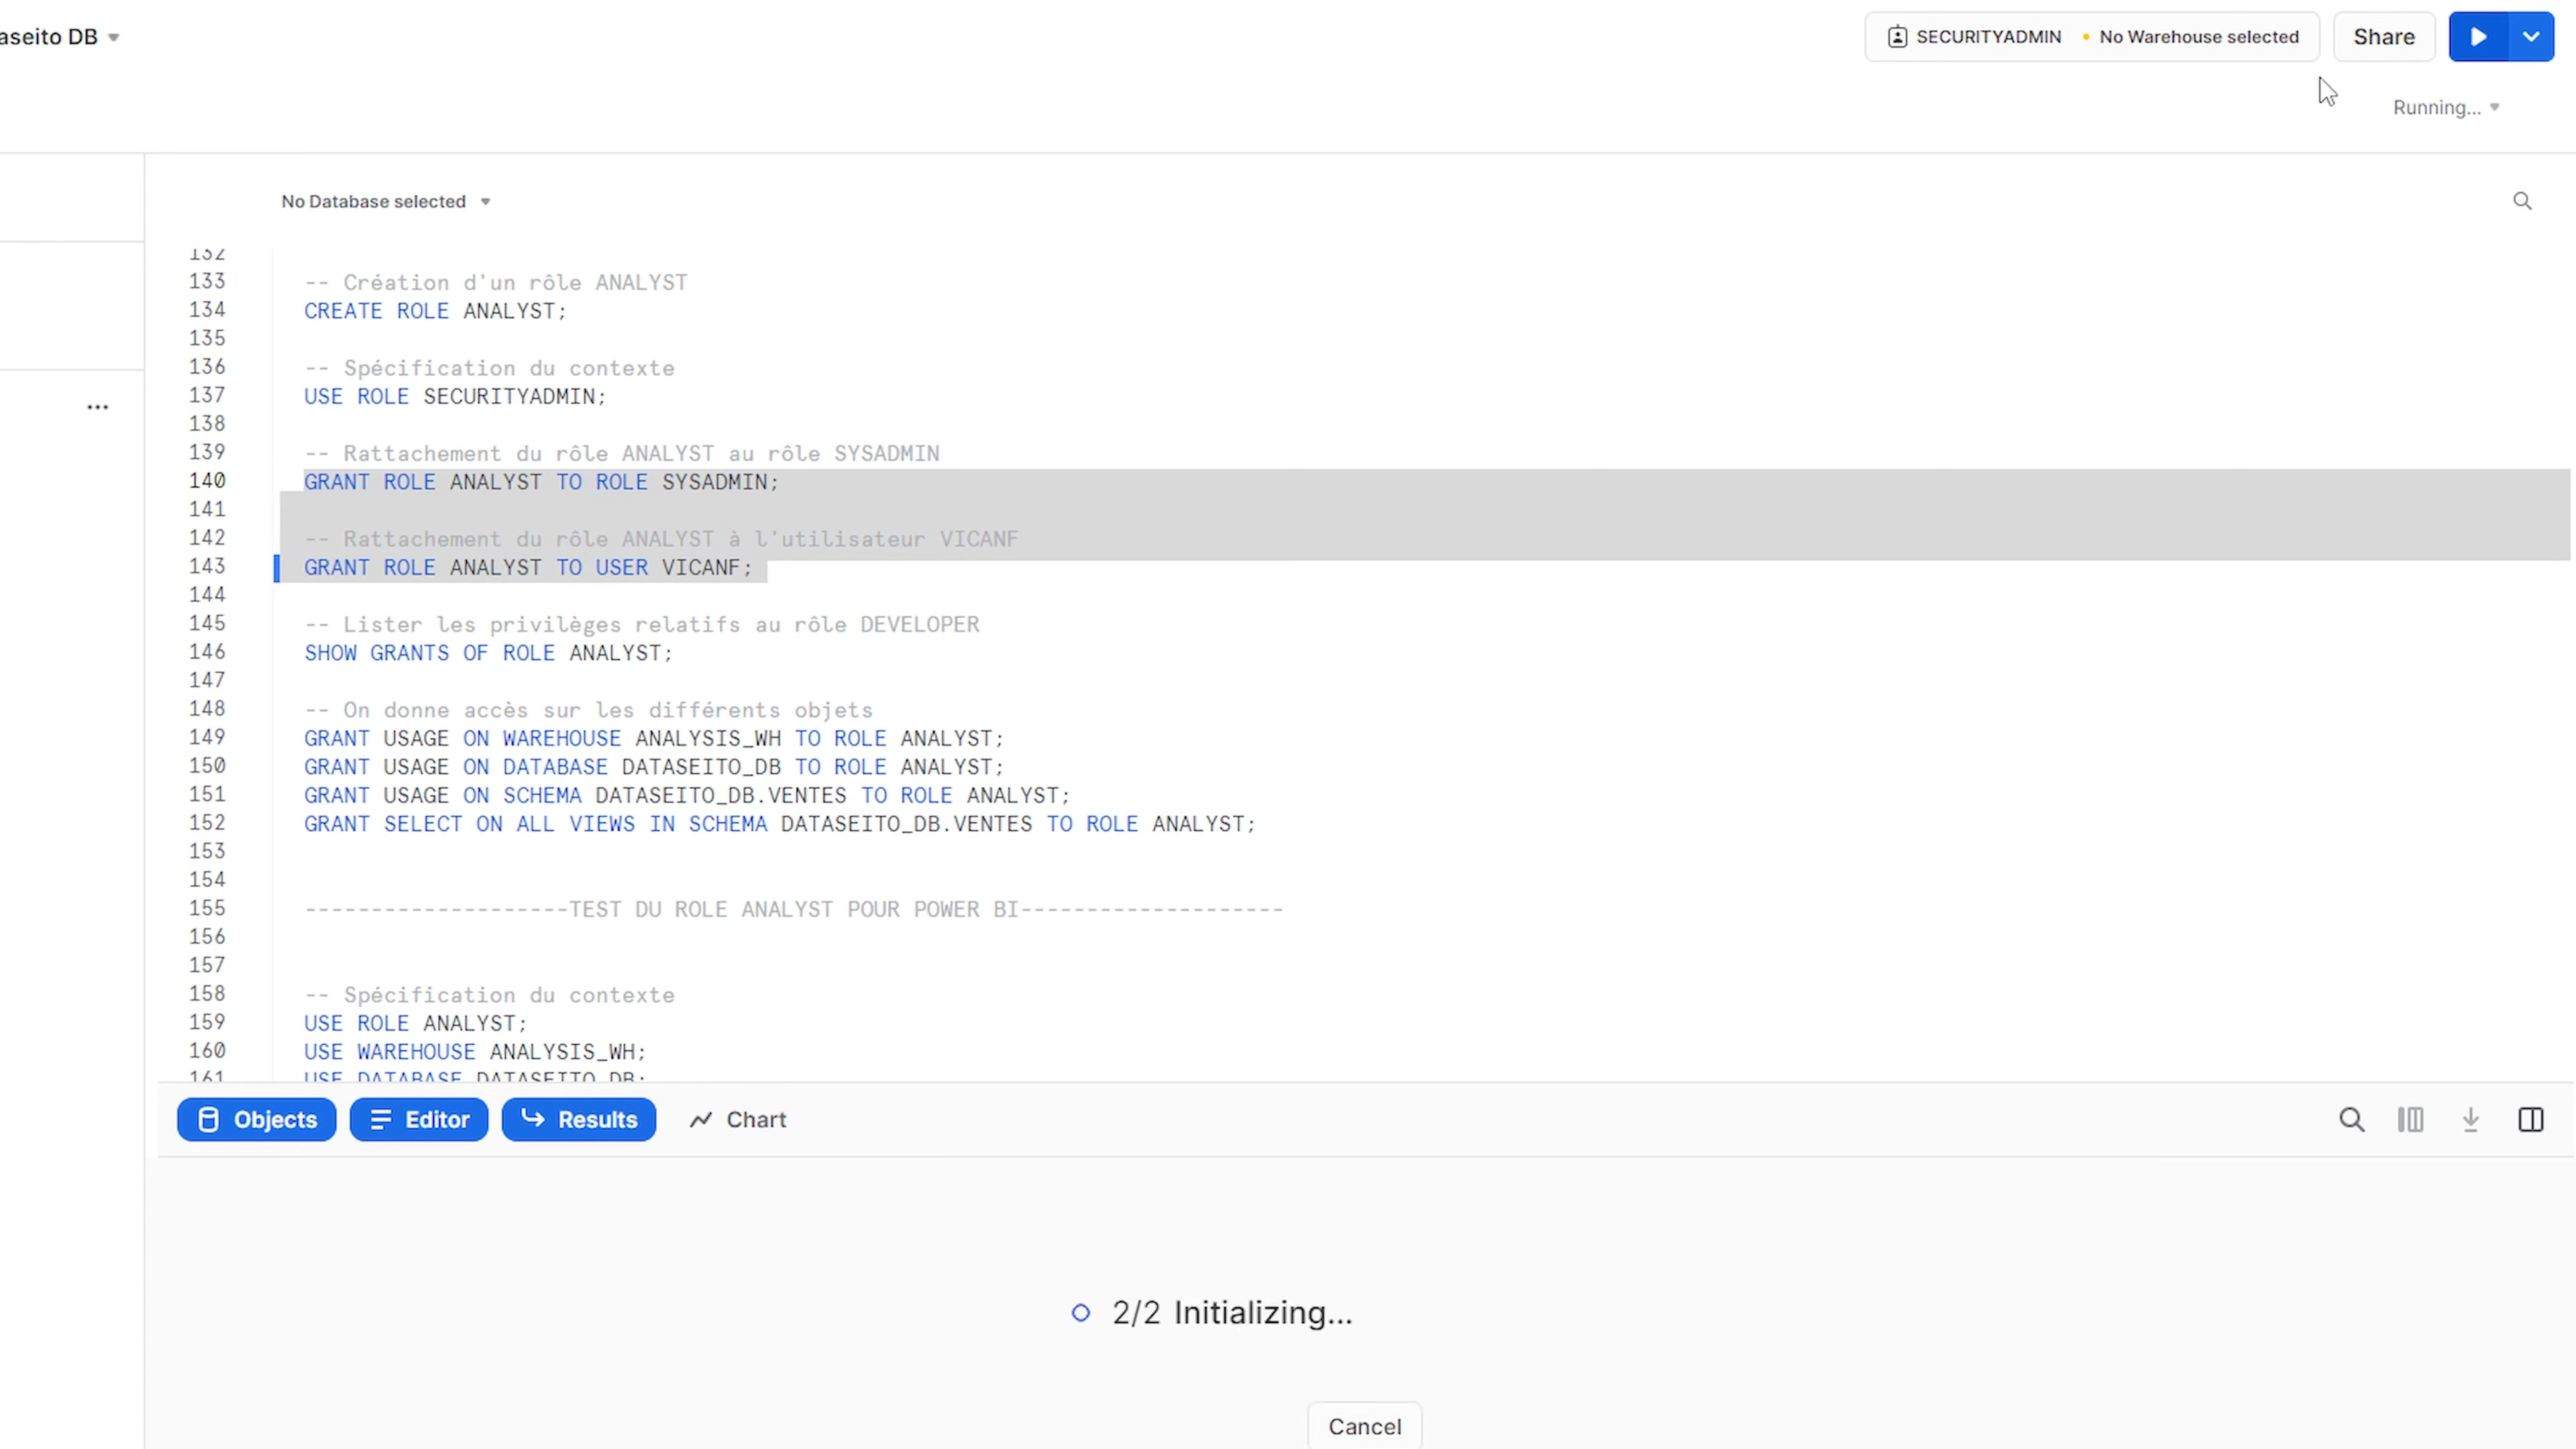 aseito DB
SECURITYADMIN No Warehouse selected
Share
Running...
No Database selected
132
133 -- Création d'un rôle ANALYST
134 CREATE ROLE ANALYST;
135
136 -- Spécification du contexte
137 USE ROLE SECURITYADMIN;
138
139 -- Rattachement du rôle ANALYST au rôle SYSADMIN
140 GRANT ROLE ANALYST TO ROLE SYSADMIN;
141
142 -- Rattachement du rôle ANALYST à l'utilisateur VICANF
143 GRANT ROLE ANALYST TO USER VICANF;
144
145 -- Lister les privilèges relatifs au rôle DEVELOPER
146 SHOW GRANTS OF ROLE ANALYST;
147
148 -- On donne accès sur les différents objets
149 GRANT USAGE ON WAREHOUSE ANALYSIS_WH TO ROLE ANALYST;
150 GRANT USAGE ON DATABASE DATASEITO_DB TO ROLE ANALYST;
151 GRANT USAGE ON SCHEMA DATASEITO_DB.VENTES TO ROLE ANALYST;
152 GRANT SELECT ON ALL VIEWS IN SCHEMA DATASEITO_DB.VENTES TO ROLE ANALYST;
153
154
155 --------------------TEST DU ROLE ANALYST POUR POWER BI--------------------
156
157
158 -- Spécification du contexte
159 USE ROLE ANALYST;
160 USE WAREHOUSE ANALYSIS_WH;
161 USE DATABASE DATASEITO_DB;
Objects
Editor
Results
Chart
2/2 Initializing...
Cancel